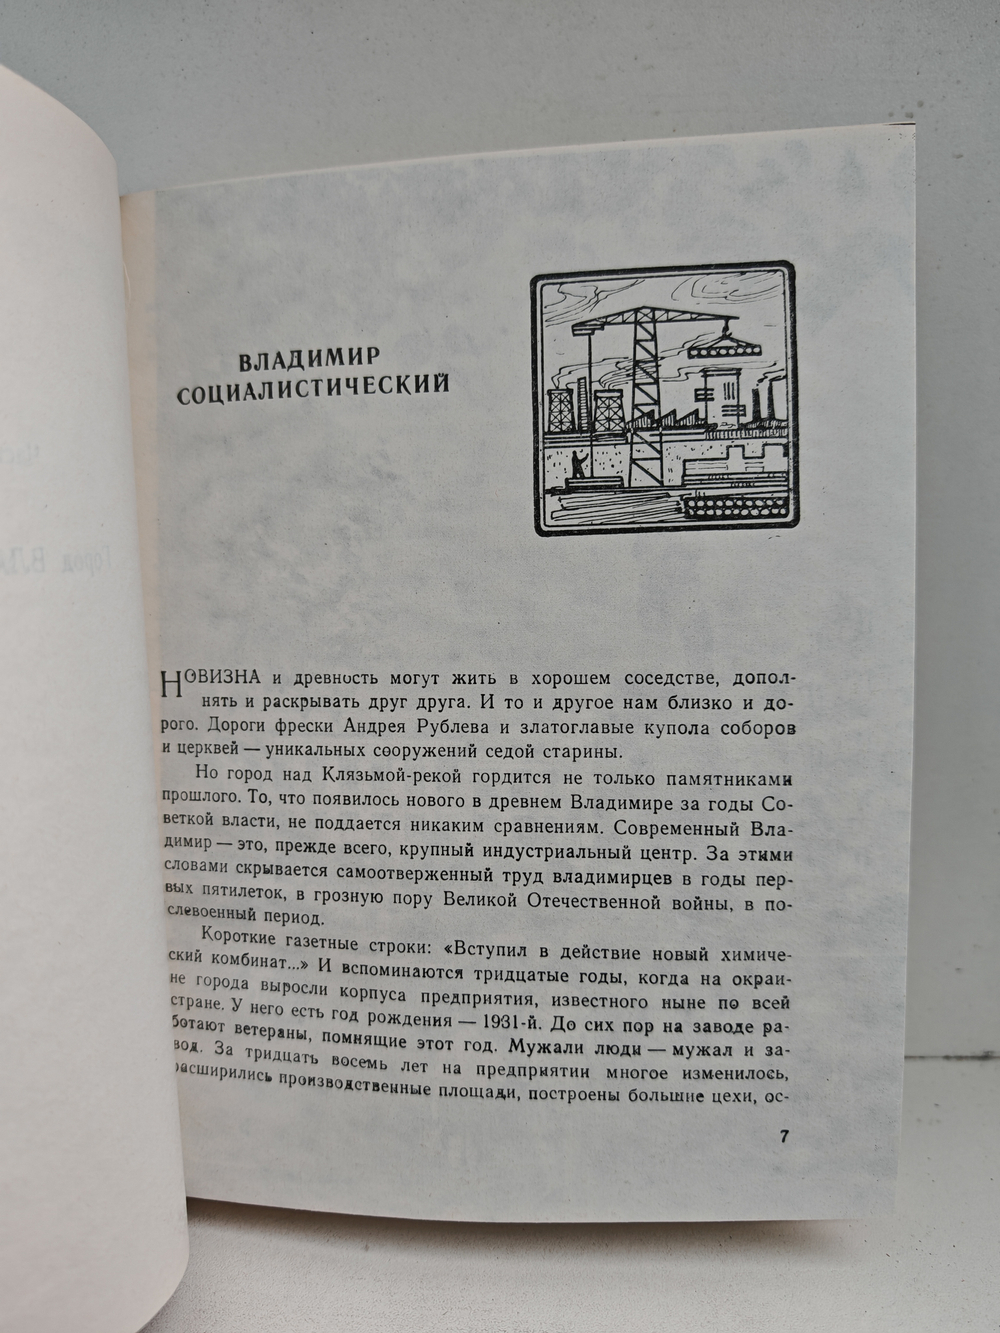 ВЛАДИМИР
СОЦИАЛИСТИЧЕСКИЙ
НОВИЗНА и древность могут жить в хорошем соседстве, допол-
нять и раскрывать друг друга. И то и другое нам близко и до-
рого. Дороги фрески Андрея Рублева и златоглавые купола соборов
и церквей — уникальных сооружений седой старины.
Но город над Клязьмой-рекой гордится не только памятниками
прошлого. То, что появилось нового в древнем Владимире за годы Со-
ветской власти, не поддается никаким сравнениям. Современный Вла-
димир — это, прежде всего, крупный индустриальный центр. За этими
словами скрывается самоотверженный труд владимирцев в годы пер-
вых пятилеток, в грозную пору Великой Отечественной войны, в по-
слевоенный период.
Короткие газетные строки: «Вступил в действие новый химиче-
ский комбинат...» И вспоминаются тридцатые годы, когда на окраи-
не города выросли корпуса предприятия, известного ныне по всей
стране. У него есть год рождения — 1931-й. До сих пор на заводе ра-
ботают ветераны, помнящие этот год. Мужали люди — мужал и за-
вод. За тридцать восемь лет на предприятии многое изменилось,
расширились производственные площади, построены большие цехи, ос-
7